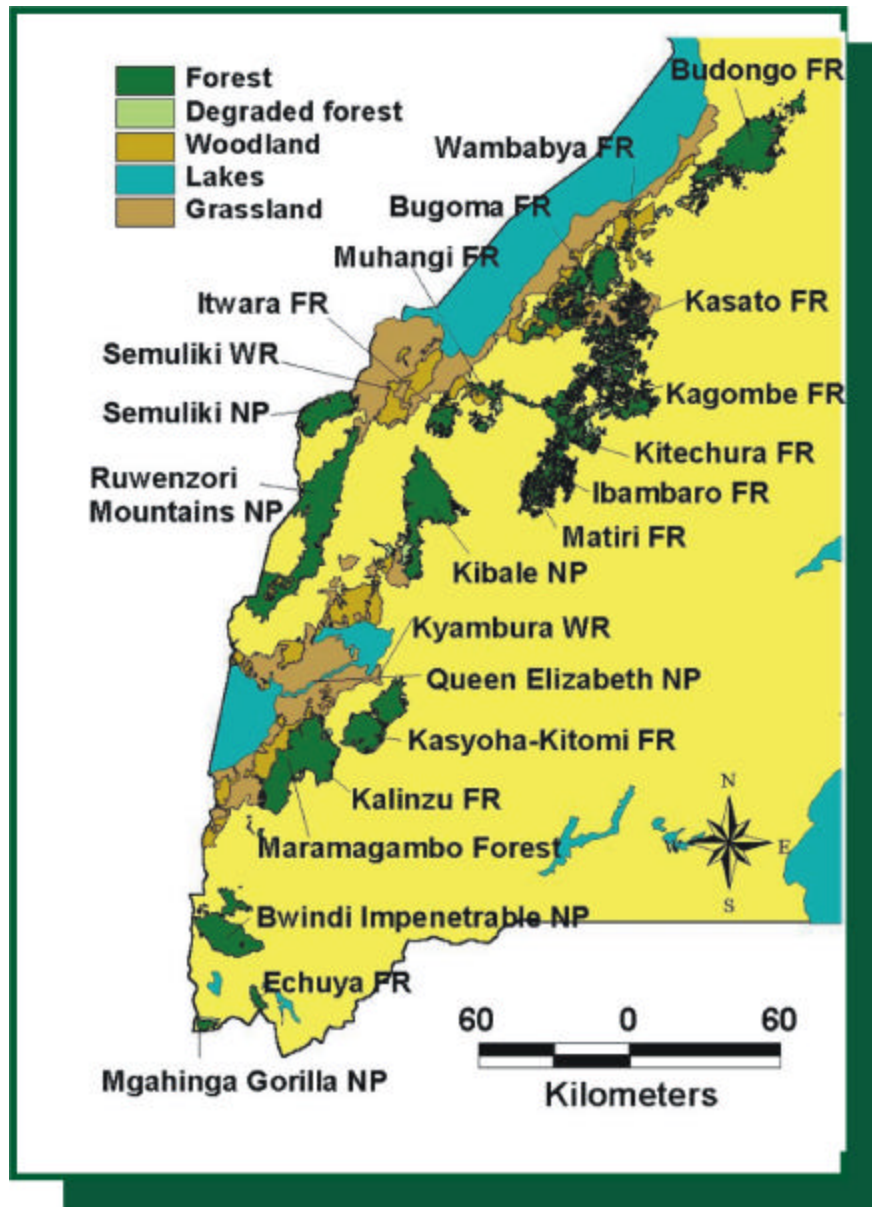 Forest
Degraded forest
Woodland
Lakes
Grassland
Budongo FR
Wambabya FR
Bugoma FR
Muhangi FR
Itwara FR
Kasato FR
Semuliki WR
Semuliki NP
Kagombe FR
Kitechura FR
Ruwenzori
Mountains NP
Ibambaro FR
Matiri FR
Kibale NP
Kyambura WR
Queen Elizabeth NP
Kasyoha-Kitomi FR
Kalinzu FR
Maramagambo Forest
N
W
E
S
Bwindi Impenetrable NP
Echuya FR
60 0 60
Kilometers
Mgahinga Gorilla NP